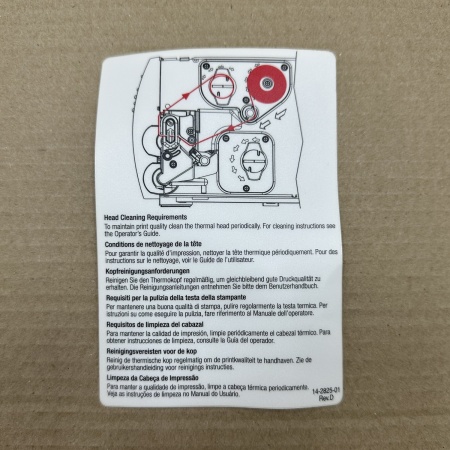 Head Cleaning Requirements
To maintain print quality clean the thermal head periodically. For cleaning instructions see
the Operator's Guide.
Conditions de nettoyage de la tête
Pour garantir la qualité d'impression, nettoyer la tête thermique périodiquement. Pour des
instructions sur le nettoyage, voir le Guide de l'utilisateur.
Kopfreinigungsanforderungen
Reinigen Sie den Thermokopf regelmäßig, um gleichbleibend gute Druckqualität zu
erhalten. Die Reinigungsanleitungen entnehmen Sie bitte dem Benutzerhandbuch.
Requisiti per la pulizia della testa della stampante
Per mantenere una buona qualità di stampa, pulire regolarmente la testa termica. Per
istruzioni su come eseguire la pulizia, fare riferimento al Manuale dell'operatore.
Requisitos de limpieza del cabazal
Para mantener la calidad de impresión, limpie periódicamente el cabezal térmico. Para
obtener instrucciones de limpieza, consulte la Guía del operador.
Reinigingsvereisten voor de kop
Reinig de thermische kop regelmatig om de printkwaliteit te handhaven. Zie de
gebruikershandleiding voor reinigings instructies.
Limpeza da Cabeça de Impressão
Para manter a qualidade de impressão, limpe a cabeça térmica periodicamente.
Veja as instruções de limpeza no Manual do Usuário.
14-2825-01
Rev.D